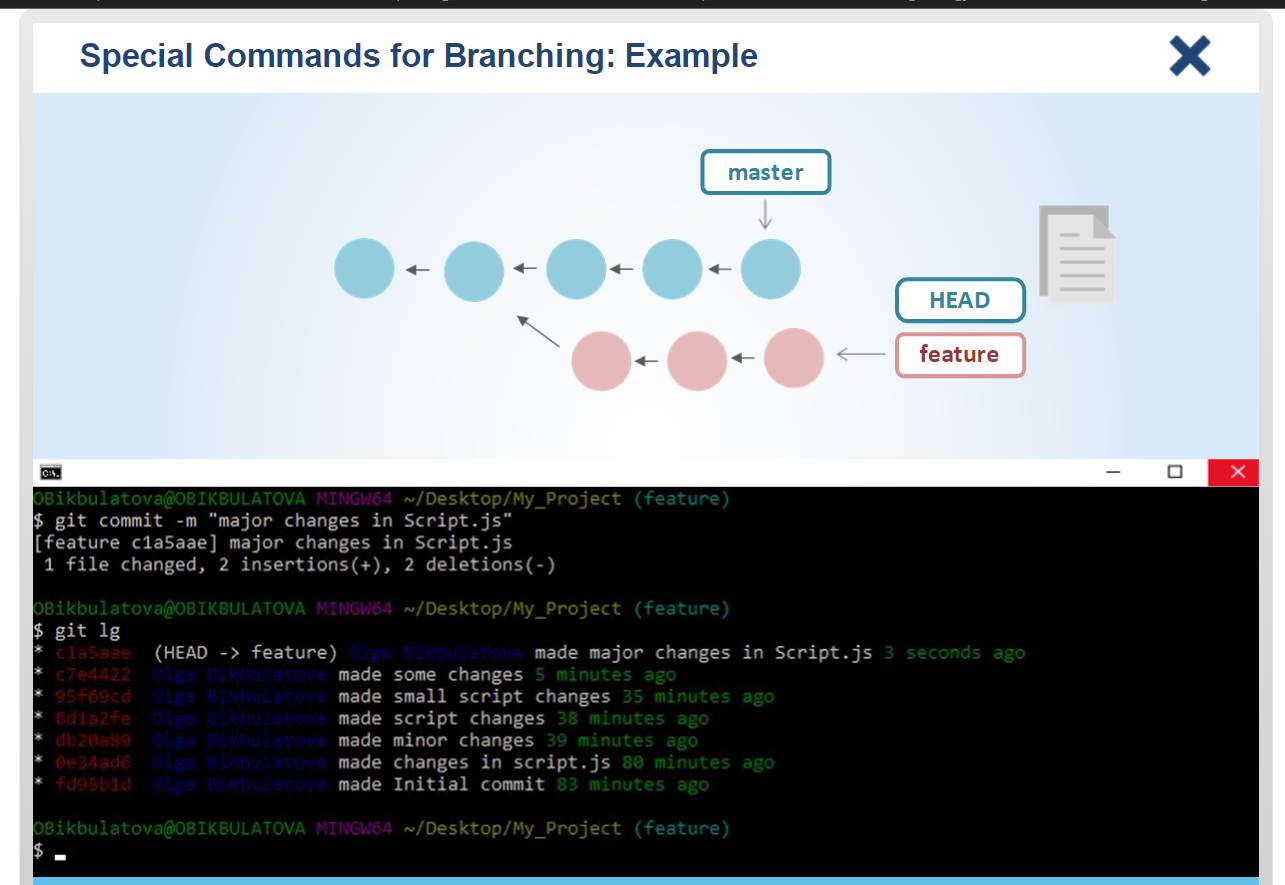 Special Commands for Branching: Example
master
HEAD
feature
C:\.
OBikbulatova@OBIKBULATOVA MINGW64 ~/Desktop/My_Project (feature)
$ git commit -m "major changes in Script.js"
[feature c1a5aae] major changes in Script.js
1 file changed, 2 insertions(+), 2 deletions(-)
OBikbulatova@OBIKBULATOVA MINGW64 ~/Desktop/My_Project (feature)
$ git lg
* c1a5aae (HEAD -> feature) Olga Bikbulatova made major changes in Script.js 3 seconds ago
* c7e4422 Olga Bikbulatova made some changes 5 minutes ago
* 95f69cd Olga Bikbulatova made small script changes 35 minutes ago
* 6d1a2fe Olga Bikbulatova made script changes 38 minutes ago
* db20a89 Olga Bikbulatova made minor changes 39 minutes ago
* 0e34ad6 Olga Bikbulatova made changes in script.js 80 minutes ago
* fd95b1d Olga Bikbulatova made Initial commit 83 minutes ago
OBikbulatova@OBIKBULATOVA MINGW64 ~/Desktop/My_Project (feature)
$